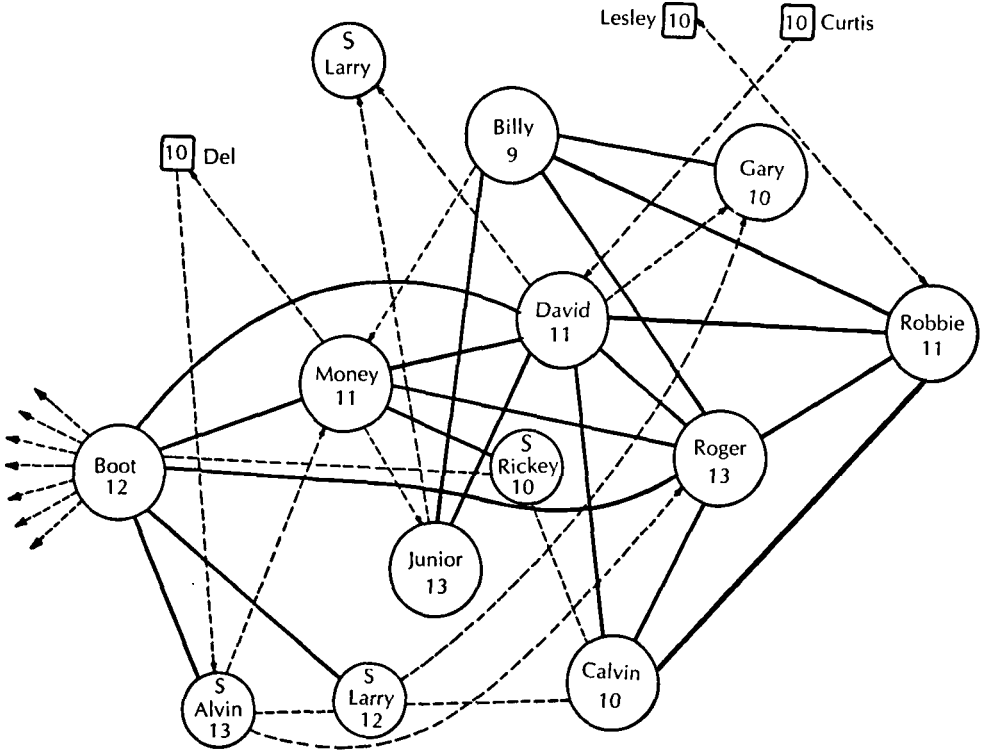 Lesley 10
10 Curtis
S
Larry
Billy
9
10 Del
Gary
10
David
11
Robbie
11
Money
11
Boot
12
S
Rickey
10
Roger
13
Junior
13
S
Alvin
13
S
Larry
12
Calvin
10